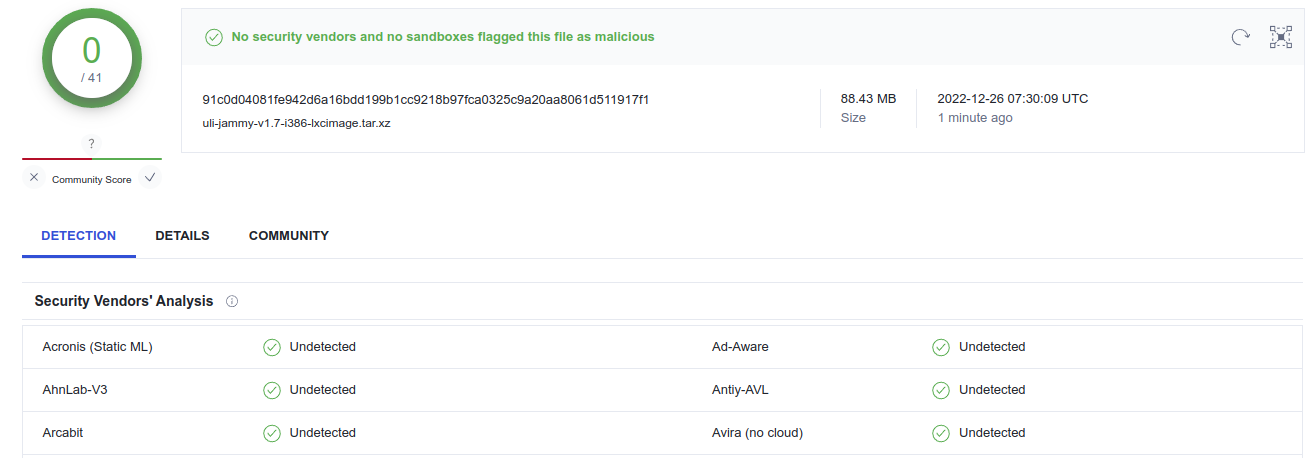 0
/ 41
?
Community Score
No security vendors and no sandboxes flagged this file as malicious
91c0d04081fe942d6a16bdd199b1cc9218b97fca0325c9a20aa8061d511917f1
uli-jammy-v1.7-i386-lxcimage.tar.xz
88.43 MB
Size
2022-12-26 07:30:09 UTC
1 minute ago
DETECTION DETAILS COMMUNITY
Security Vendors' Analysis
Acronis (Static ML) Undetected Ad-Aware Undetected
AhnLab-V3 Undetected Antiy-AVL Undetected
Arcabit Undetected Avira (no cloud) Undetected